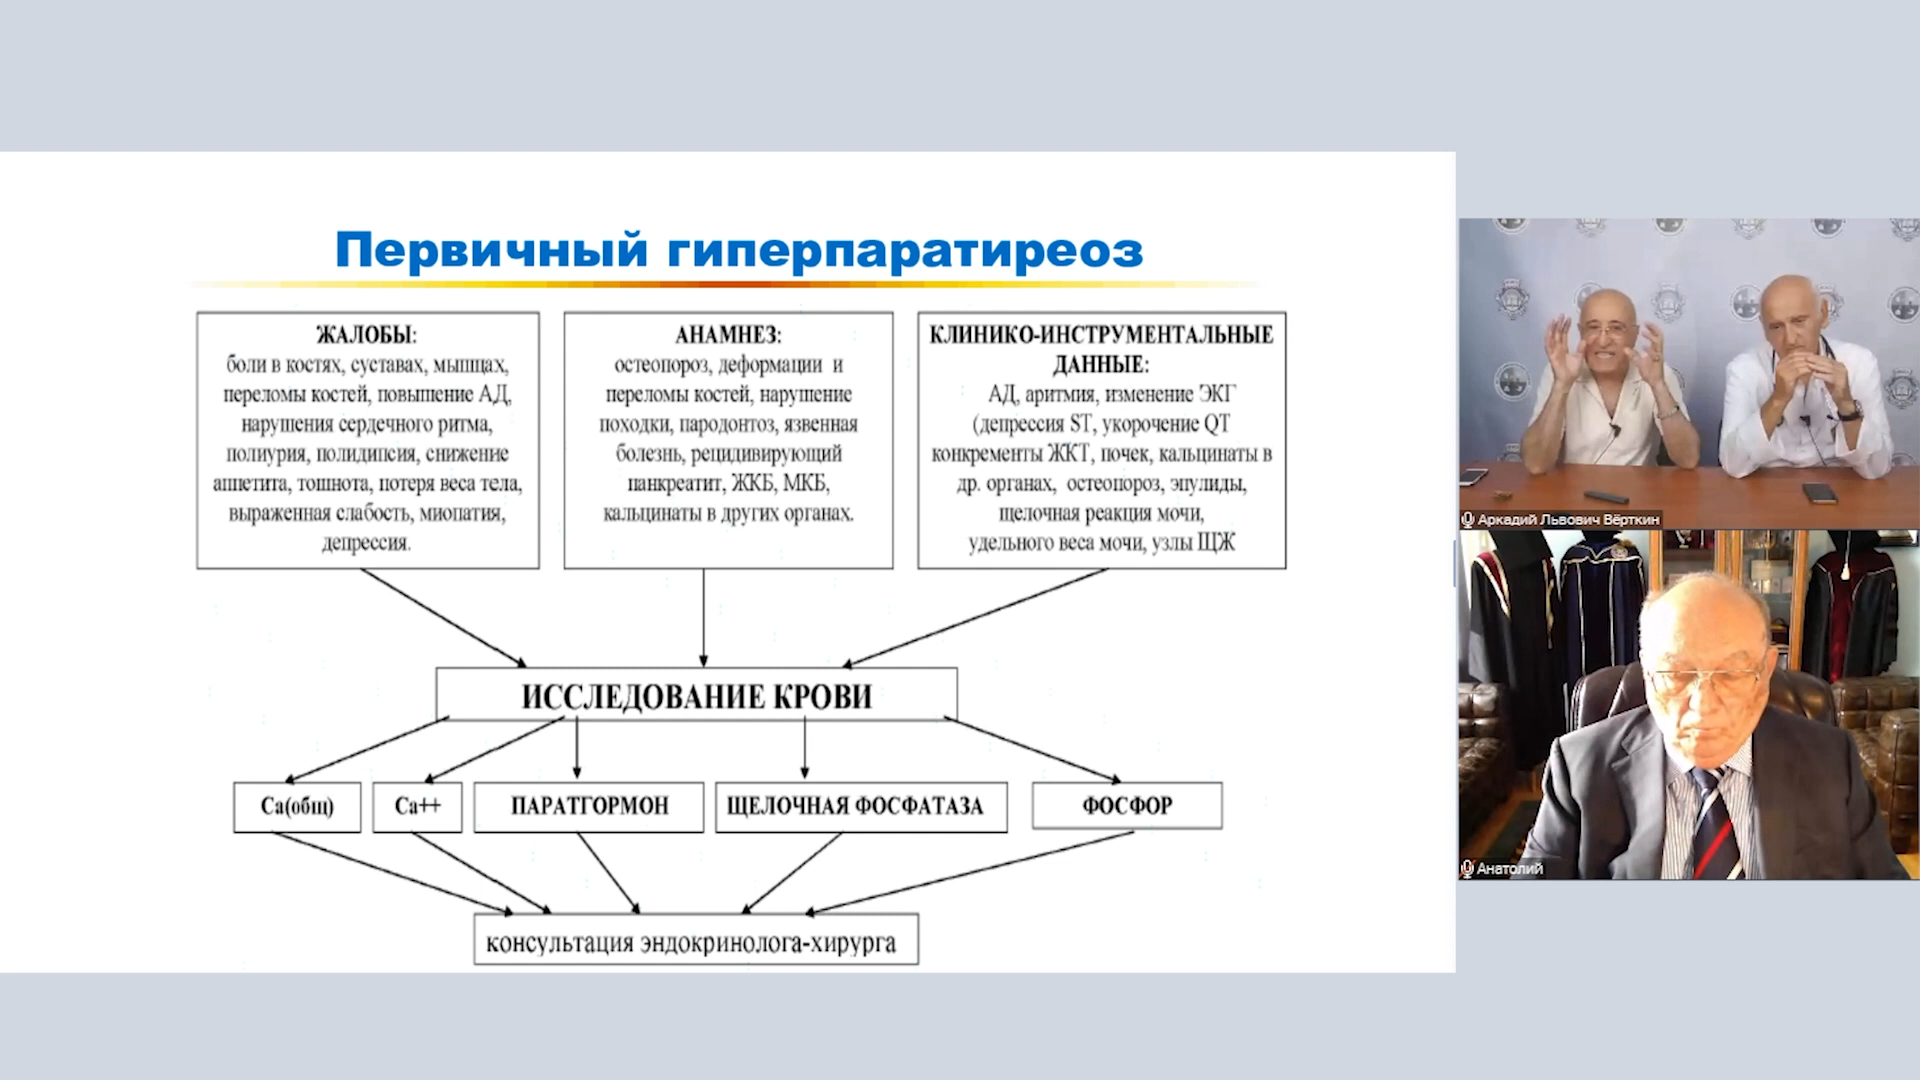 Первичный гиперпаратиреоз
ЖАЛОБЫ:
боли в костях, суставах, мышцах,
переломы костей, повышение АД,
нарушения сердечного ритма,
полиурия, полидипсия, снижение
аппетита, тошнота, потеря веса тела,
выраженная слабость, миопатия,
депрессия.
АНАМНЕЗ:
остеопороз, деформации и
переломы костей, нарушение
походки, пародонтоз, язвенная
болезнь, рецидивирующий
панкреатит, ЖКБ, МКБ,
кальцинаты в других органах.
КЛИНИКО-ИНСТРУМЕНТАЛЬНЫЕ
ДАННЫЕ:
АД, аритмия, изменение ЭКГ
(депрессия ST, укорочение QT
конкременты ЖКТ, почек, кальцинаты в
др. органах, остеопороз, эпулиды,
щелочная реакция мочи,
удельного веса мочи, узлы ЩЖ
ИССЛЕДОВАНИЕ КРОВИ
Ca(общ)
Ca++
ПАРАТГОРМОН
ЩЕЛОЧНАЯ ФОСФАТАЗА
ФОСФОР
консультация эндокринолога-хирурга
Аркадий Львович Вёрткин
Анатолий